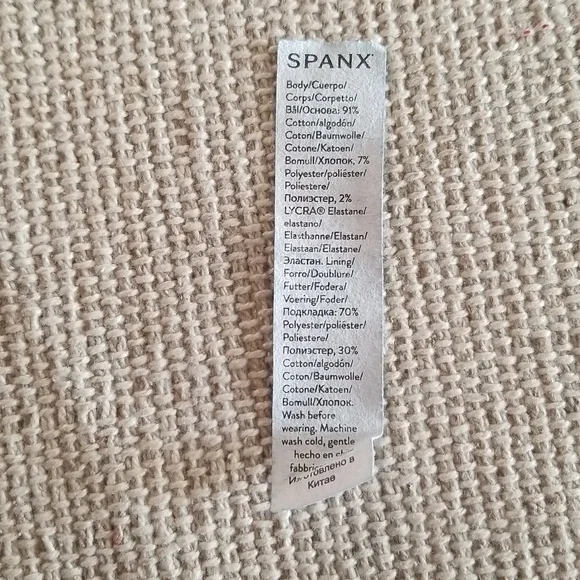 SPANX
Body/Cuerpo/
Corps/Corpetto/
Bål/Основа: 91%
Cotton/algodón/
Coton/Baumwolle/
Cotone/Katoen/
Bomull/Хлопок, 7%
Polyester/poliéster/
Poliestere/
Полиэстер, 2%
LYCRA® Elastane/
elastano/
Elasthanne/Elastan/
Elastaan/Elastane/
Эластан. Lining/
Forro/Doublure/
Futter/Fodera/
Voering/Foder/
Подкладка: 70%
Polyester/poliéster/
Poliestere/
Полиэстер, 30%
Cotton/algodón/
Coton/Baumwolle/
Cotone/Katoen/
Bomull/Хлопок.
Wash before
wearing. Machine
wash cold, gentle
hecho en
Изготовлено в
Китае